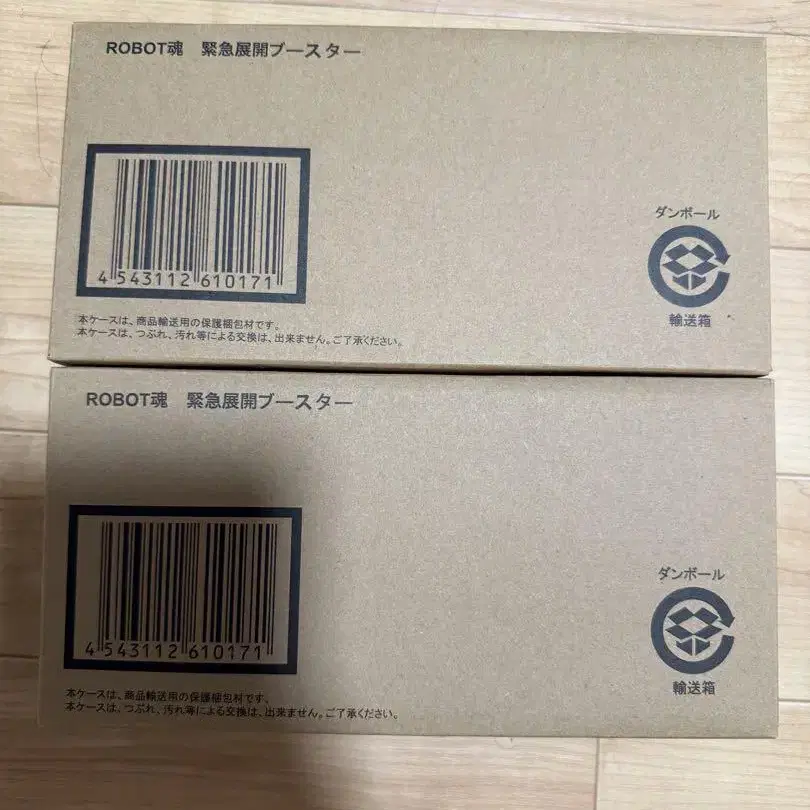 ROBOT魂　緊急展開ブースター
4 543112 610171
ダンボール
輸送箱
本ケースは、商品輸送用の保護梱包材です。
本ケースは、つぶれ、汚れ等による交換は、出来ません。ご了承ください。
ROBOT魂　緊急展開ブースター
4 543112 610171
ダンボール
輸送箱
本ケースは、商品輸送用の保護梱包材です。
本ケースは、つぶれ、汚れ等による交換は、出来ません。ご了承ください。